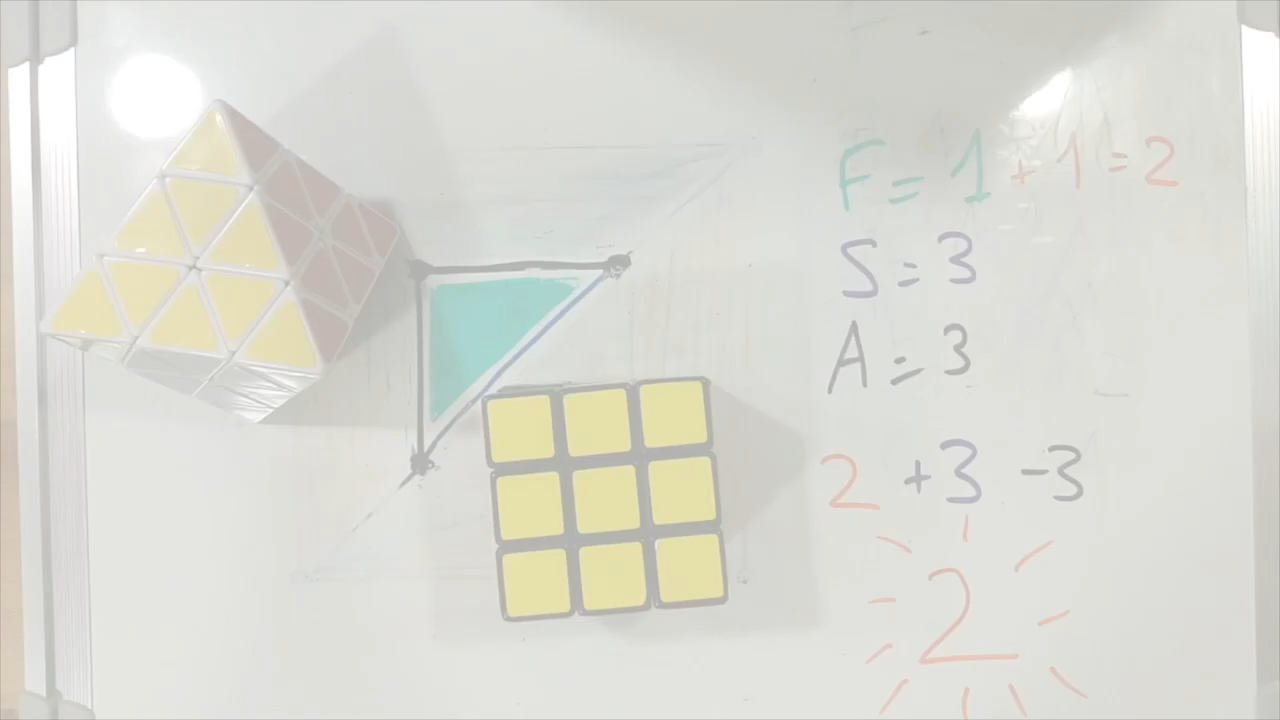 F = 1 + 1 = 2
S = 3
A = 3
2 + 3 - 3
2